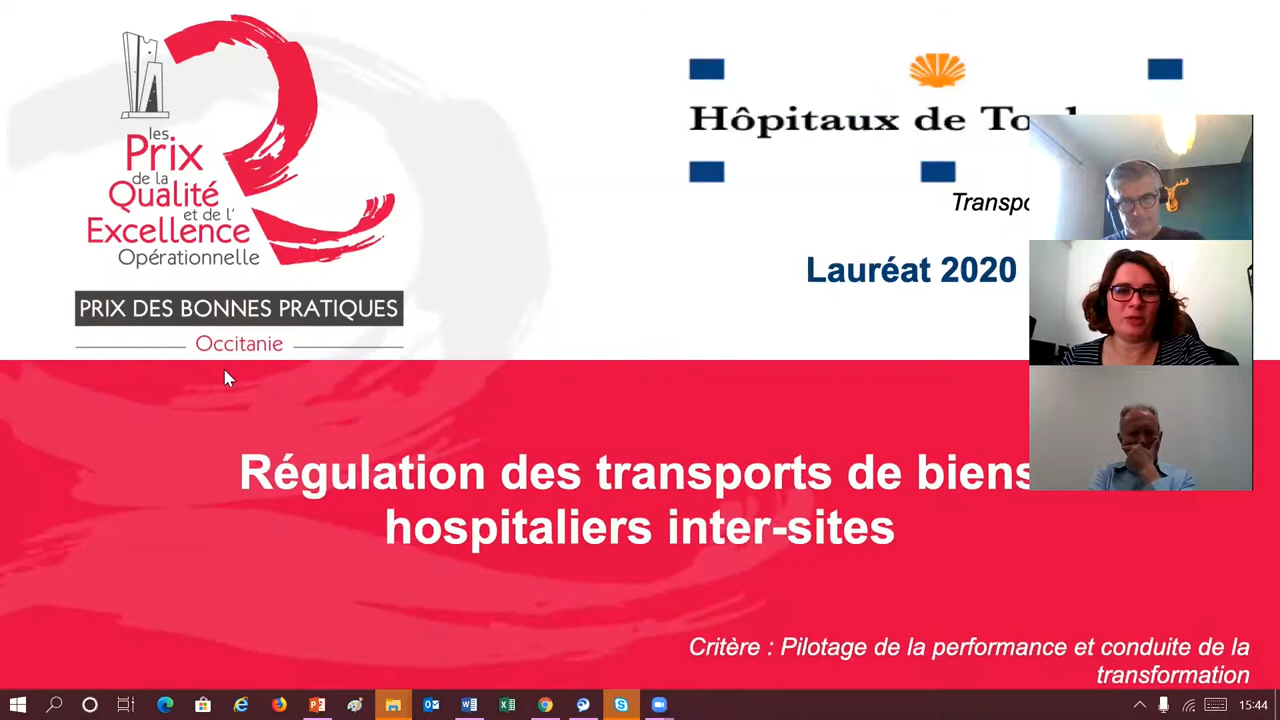 les
Prix
de la
Qualité
et de l'
Excellence
Opérationnelle
PRIX DES BONNES PRATIQUES
Occitanie
Hôpitaux de
Lauréat 2020
Régulation des transports de biens
hospitaliers inter-sites
Critère : Pilotage de la performance et conduite de la
transformation
15:44